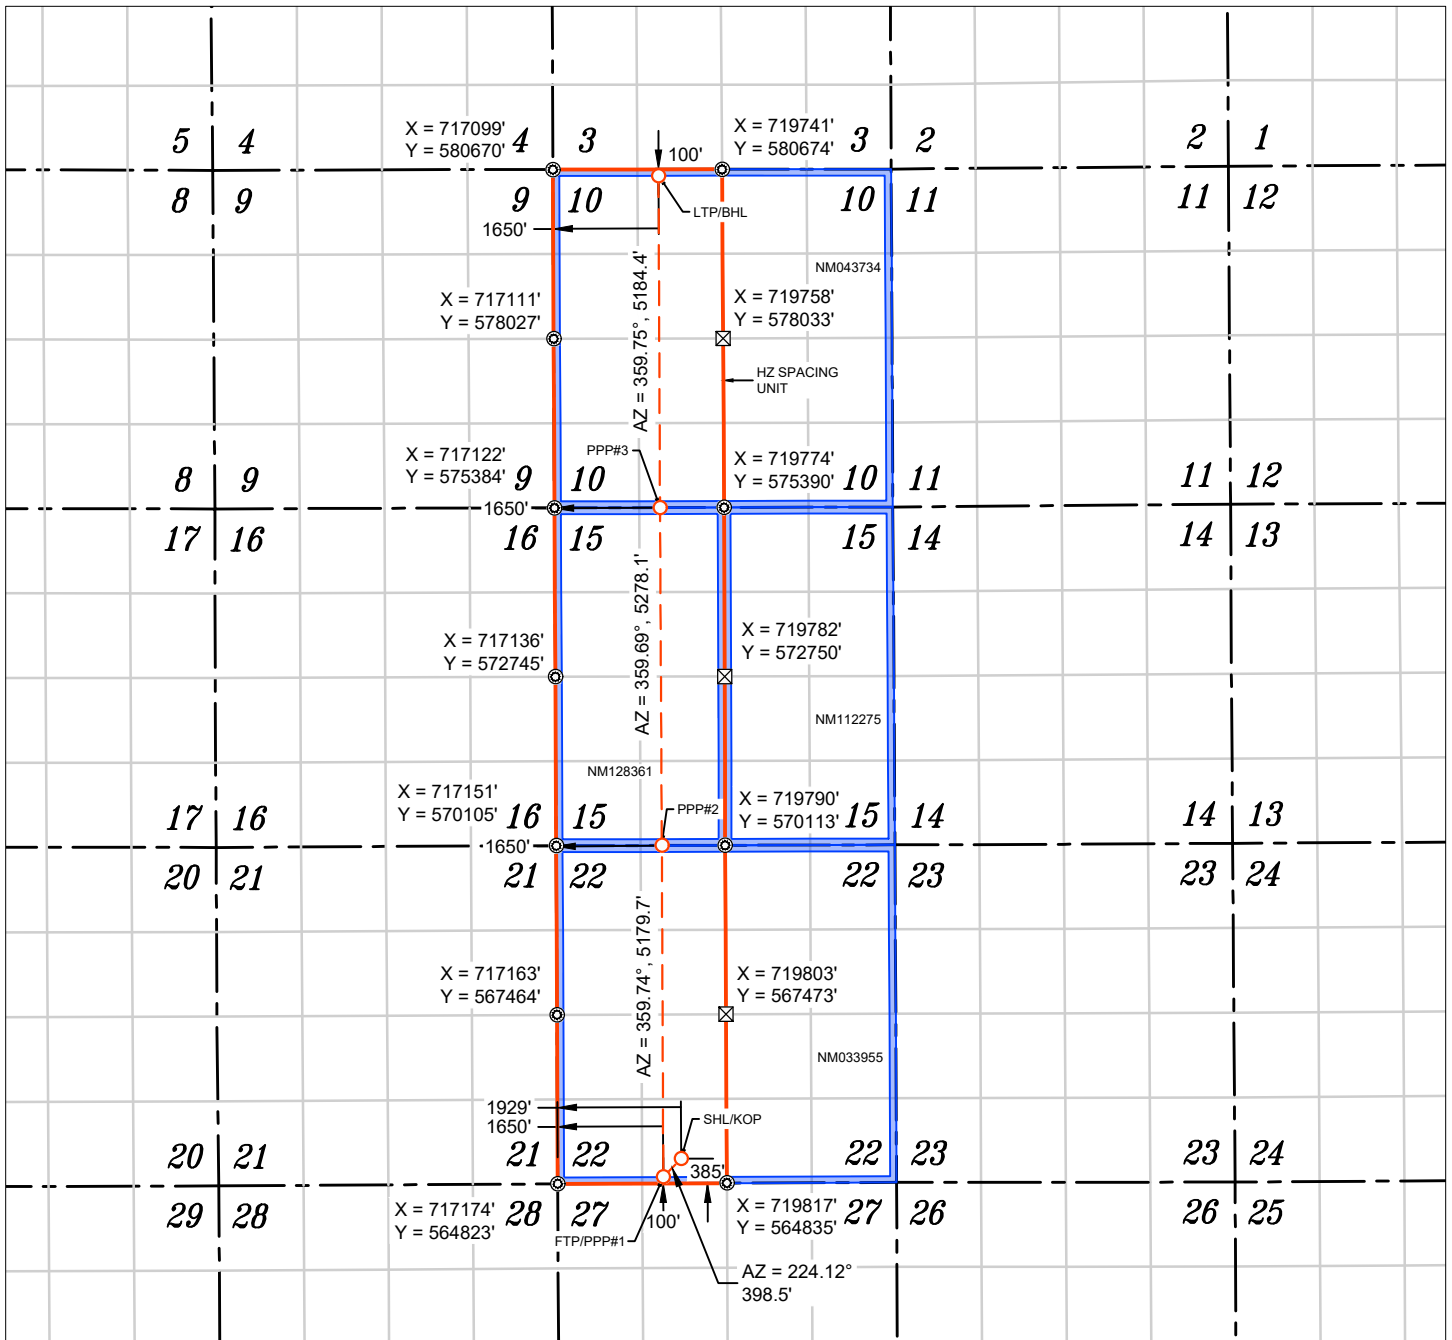 X = 717099'
Y = 580670'
X = 719741'
Y = 580674'
5 4
4 3
3 2
2 1
100'
8 9
9 10
10 11
11 12
LTP/BHL
1650'
NM043734
AZ = 359.75°, 5184.4'
X = 717111'
Y = 578027'
X = 719758'
Y = 578033'
HZ SPACING
UNIT
PPP#3
X = 717122'
Y = 575384'
X = 719774'
Y = 575390'
8 9
9 10
10 11
11 12
1650'
17 16
16 15
15 14
14 13
AZ = 359.69°, 5278.1'
X = 717136'
Y = 572745'
X = 719782'
Y = 572750'
NM112275
NM128361
X = 717151'
Y = 570105'
PPP#2
X = 719790'
Y = 570113'
17 16
16 15
15 14
14 13
1650'
20 21
21 22
22 23
23 24
AZ = 359.74°, 5179.7'
X = 717163'
Y = 567464'
X = 719803'
Y = 567473'
NM033955
1929'
1650'
SHL/KOP
20 21
21 22
22 23
23 24
385'
X = 717174'
Y = 564823'
X = 719817'
Y = 564835'
29 28
28 27
27 26
26 25
100'
FTP/PPP#1
AZ = 224.12°
398.5'